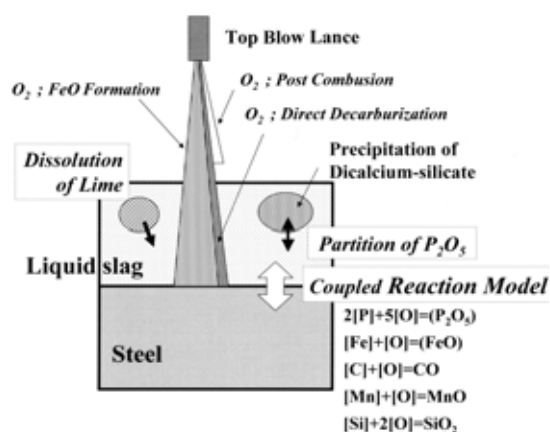 Top Blow Lance
O₂ ; FeO Formation
O₂ ; Post Combusion
O₂ ; Direct Decarburization
Dissolution
of Lime
Precipitation of
Dicalcium-silicate
Partition of P₂O₅
Liquid slag
Coupled Reaction Model
2[P]+5[O]=(P₂O₅)
[Fe]+[O]=(FeO)
Steel
[C]+[O]=CO
[Mn]+[O]=MnO
[Si]+2[O]=SiO₂